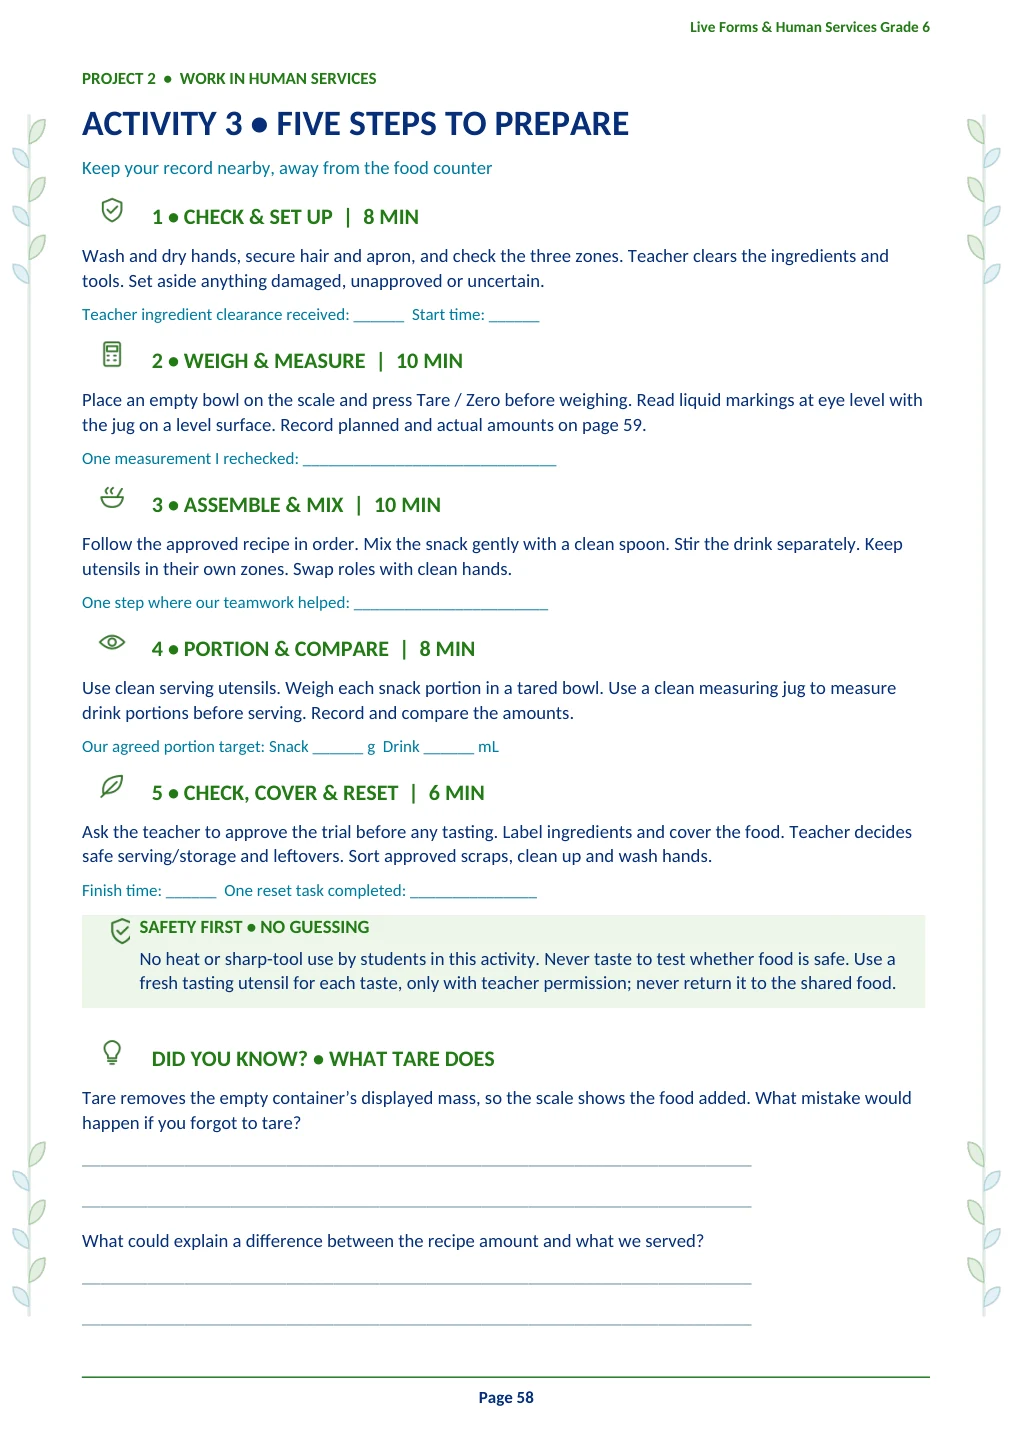 Live Forms & Human Services Grade 6
PROJECT 2 ● WORK IN HUMAN SERVICES
ACTIVITY 3 ● FIVE STEPS TO PREPARE
Keep your record nearby, away from the food counter
1 ● CHECK & SET UP | 8 MIN
Wash and dry hands, secure hair and apron, and check the three zones. Teacher clears the ingredients and
tools. Set aside anything damaged, unapproved or uncertain.
Teacher ingredient clearance received: ______ Start time: ______
2 ● WEIGH & MEASURE | 10 MIN
Place an empty bowl on the scale and press Tare / Zero before weighing. Read liquid markings at eye level with
the jug on a level surface. Record planned and actual amounts on page 59.
One measurement I rechecked: ______________________________
3 ● ASSEMBLE & MIX | 10 MIN
Follow the approved recipe in order. Mix the snack gently with a clean spoon. Stir the drink separately. Keep
utensils in their own zones. Swap roles with clean hands.
One step where our teamwork helped: _______________________
4 ● PORTION & COMPARE | 8 MIN
Use clean serving utensils. Weigh each snack portion in a tared bowl. Use a clean measuring jug to measure
drink portions before serving. Record and compare the amounts.
Our agreed portion target: Snack ______ g Drink ______ mL
5 ● CHECK, COVER & RESET | 6 MIN
Ask the teacher to approve the trial before any tasting. Label ingredients and cover the food. Teacher decides
safe serving/storage and leftovers. Sort approved scraps, clean up and wash hands.
Finish time: ______ One reset task completed: _______________
SAFETY FIRST ● NO GUESSING
No heat or sharp-tool use by students in this activity. Never taste to test whether food is safe. Use a
fresh tasting utensil for each taste, only with teacher permission; never return it to the shared food.
DID YOU KNOW? ● WHAT TARE DOES
Tare removes the empty container’s displayed mass, so the scale shows the food added. What mistake would
happen if you forgot to tare?
What could explain a difference between the recipe amount and what we served?
Page 58